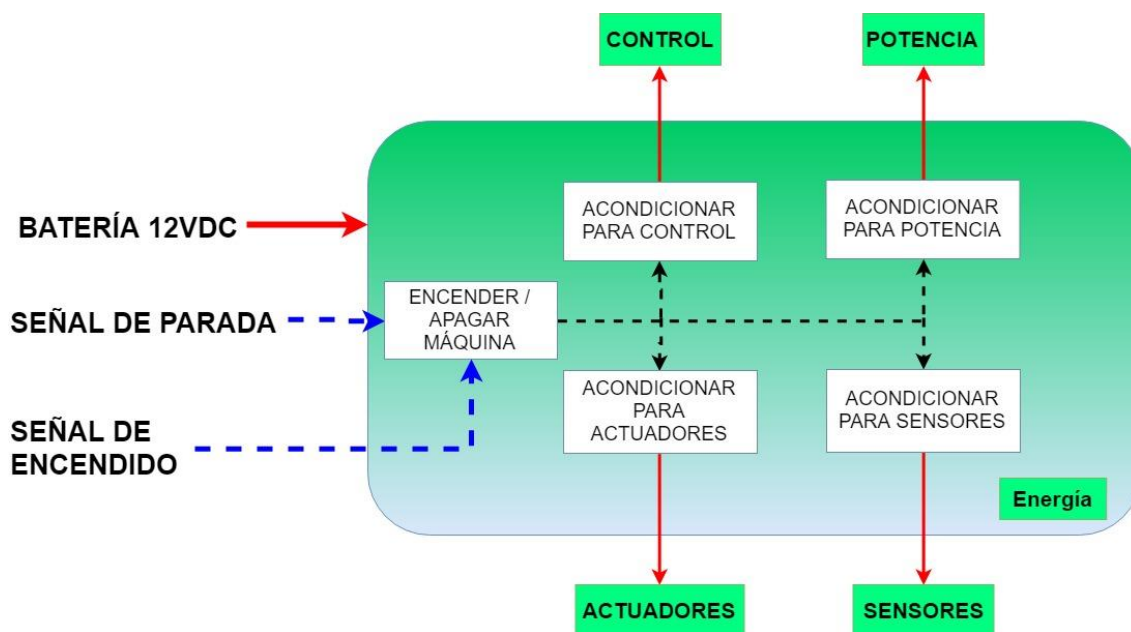 CONTROL
POTENCIA
BATERÍA 12VDC
SEÑAL DE PARADA
SEÑAL DE
ENCENDIDO
ENCENDER /
APAGAR
MÁQUINA
ACONDICIONAR
PARA CONTROL
ACONDICIONAR
PARA POTENCIA
ACONDICIONAR
PARA
ACTUADORES
ACONDICIONAR
PARA SENSORES
Energía
ACTUADORES
SENSORES